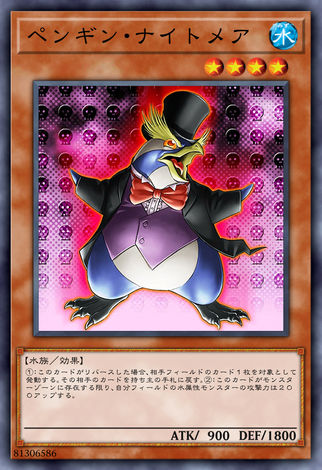 ペンギン・ナイトメア
水
【水族／効果】
①:このカードがリバースした場合、相手フィールドのカード1枚を対象として
発動する。その相手のカードを持ち主の手札に戻す。②:このカードがモンスタ
ーゾーンに存在する限り、自分フィールドの水属性モンスターの攻撃力は20
0アップする。
ATK/ 900 DEF/1800
81306586